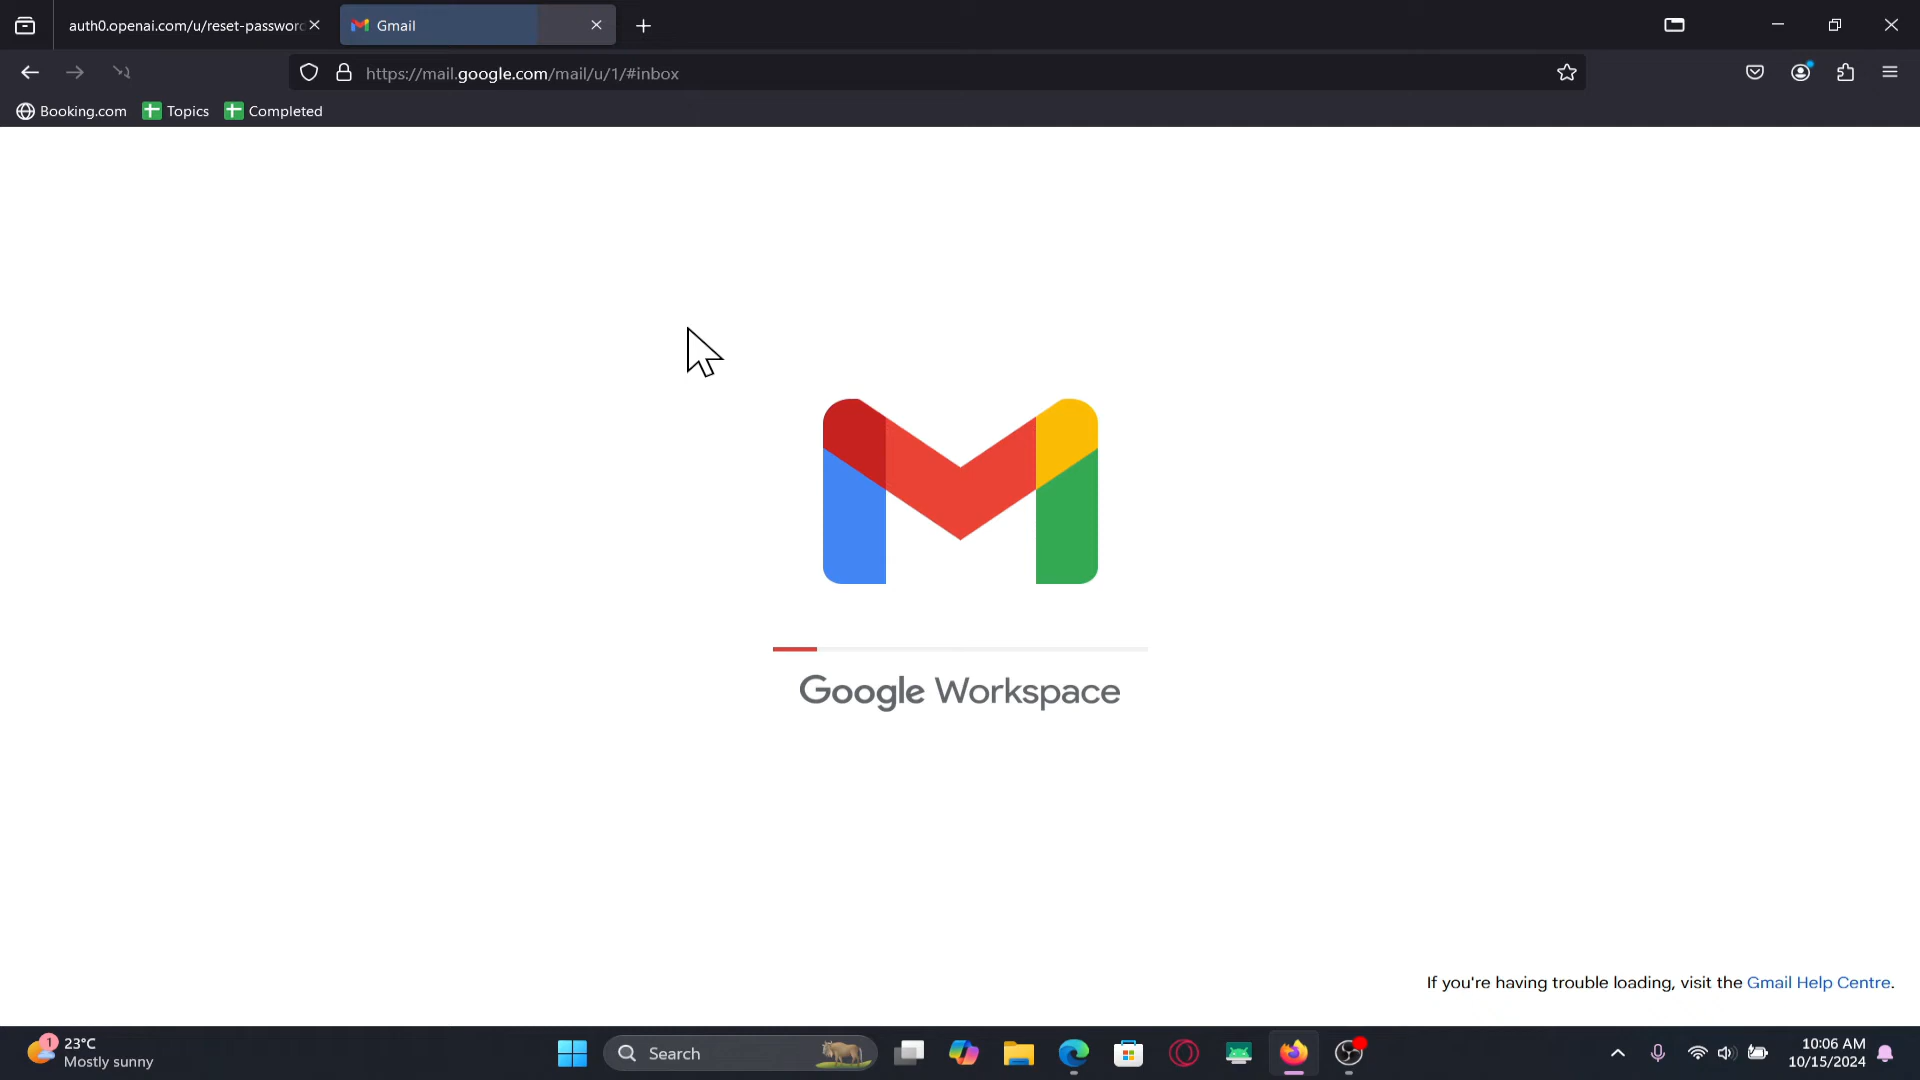 auth0.openai.com/u/reset-password
Gmail
https://mail.google.com/mail/u/1/#inbox
Booking.com
Topics
Completed
Google Workspace
If you're having trouble loading, visit the Gmail Help Centre.
1
23°C
Mostly sunny
Search
10:06 AM
10/15/2024